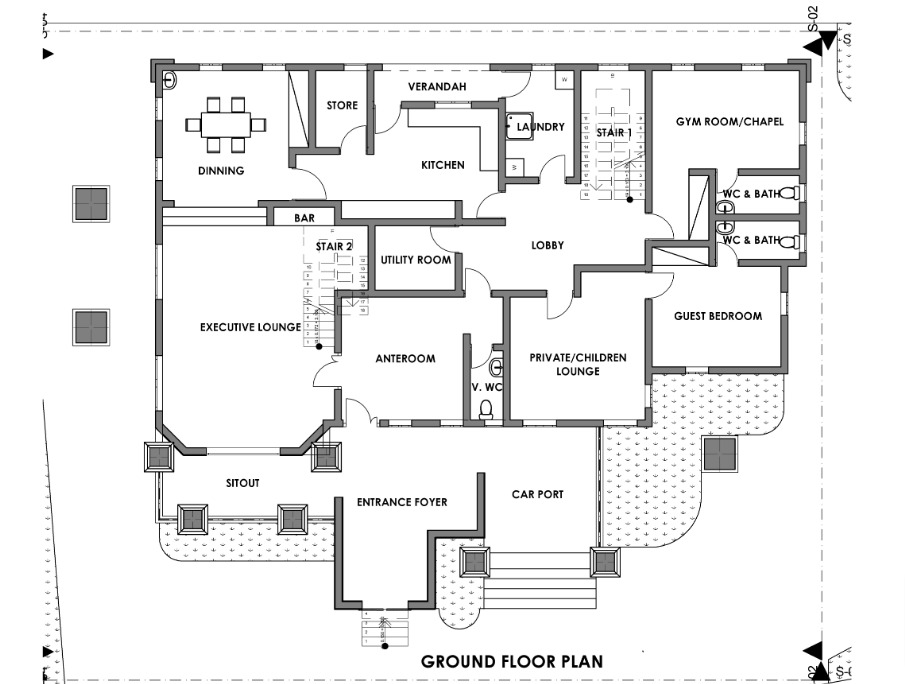 S-02
S
VERANDAH
W
STORE
LAUNDRY
STAIR 1
GYM ROOM/CHAPEL
W
DINNING
KITCHEN
WC & BATH
BAR
LOBBY
WC & BATH
STAIR 2
UTILITY ROOM
EXECUTIVE LOUNGE
GUEST BEDROOM
ANTEROOM
PRIVATE/CHILDREN
LOUNGE
V. WC
SITOUT
ENTRANCE FOYER
CAR PORT
GROUND FLOOR PLAN